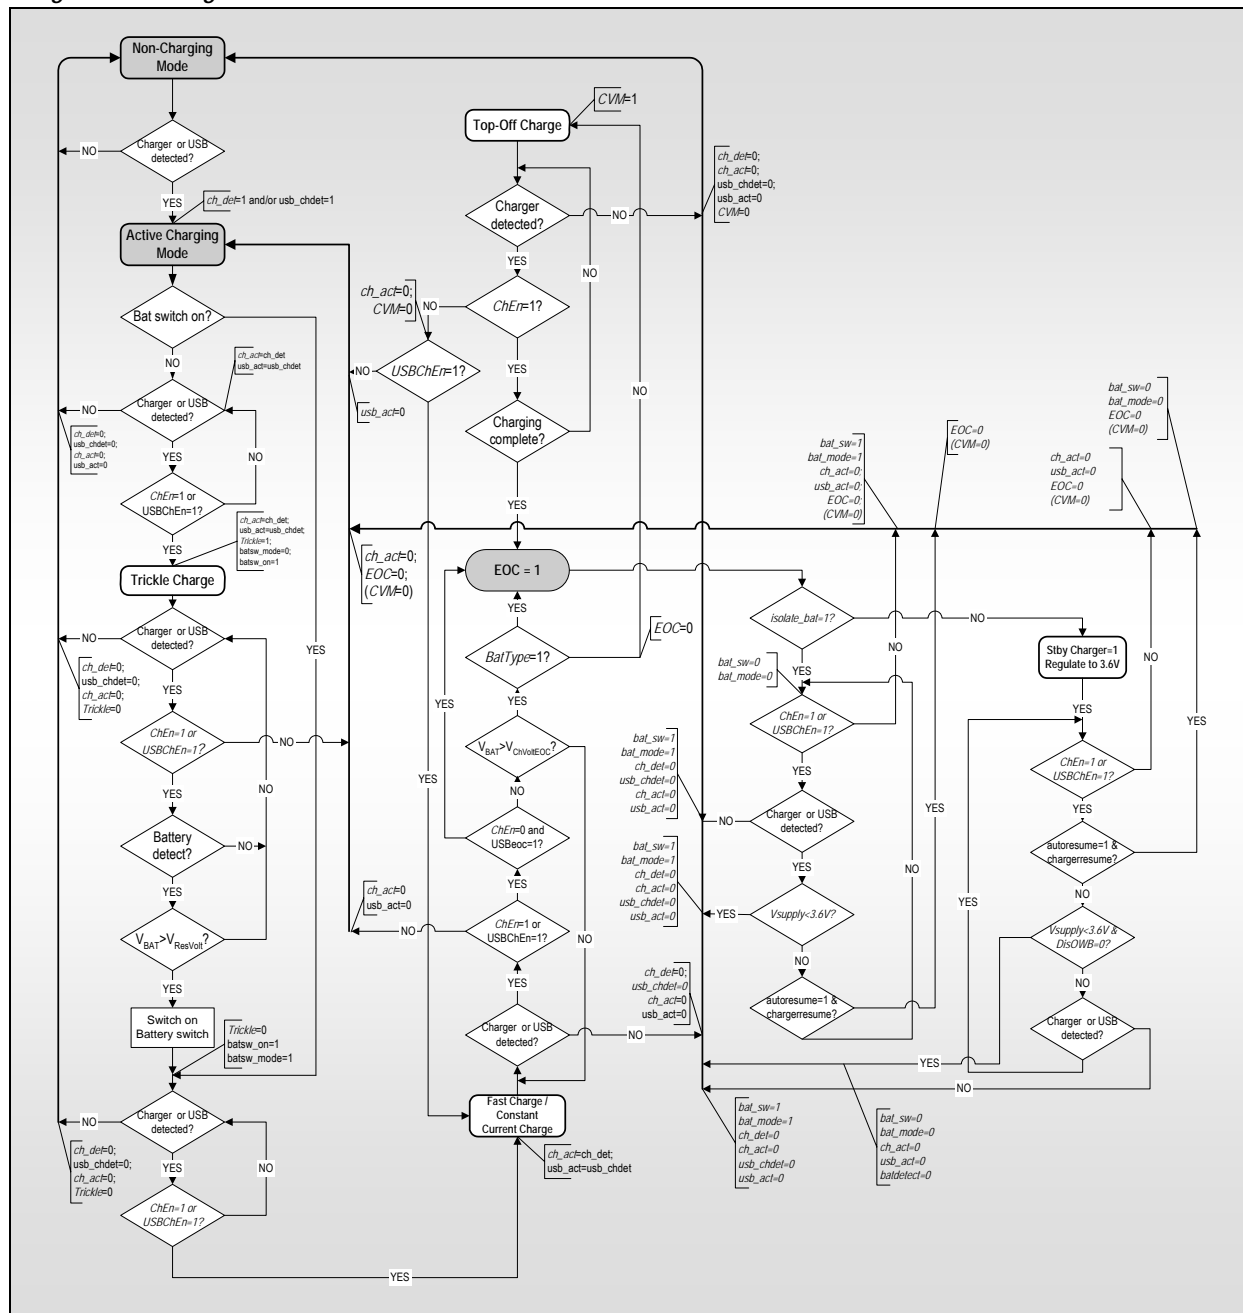 Non-Charging
Mode
Charger or USB
detected?
NO
YES
ch_det=1 and/or usb_chdet=1
Active Charging
Mode
Bat switch on?
NO
ch_act=ch_det
usb_act=usb_chdet
Charger or USB
detected?
NO
ch_det=0;
usb_chdet=0;
ch_act=0;
usb_act=0
YES
NO
ChEn=1 or
USBChEn=1?
YES
ch_act=ch_det;
usb_act=usb_chdet;
Trickle=1;
batsw_mode=0;
batsw_on=1
Trickle Charge
Charger or USB
detected?
NO
ch_det=0;
usb_chdet=0;
ch_act=0;
Trickle=0
YES
YES
ChEn=1 or
USBChEn=1?
NO
YES
NO
Battery
detect?
NO
YES
VBAT>VResVolt?
YES
Switch on
Battery switch
Trickle=0
batsw_on=1
batsw_mode=1
Charger or USB
detected?
NO
ch_det=0;
usb_chdet=0;
ch_act=0;
Trickle=0
YES
NO
ChEn=1 or
USBChEn=1?
YES
CVM=1
Top-Off Charge
Charger
detected?
NO
ch_det=0;
ch_act=0;
usb_chdet=0;
usb_act=0
CVM=0
YES
NO
ChEn=1?
NO
ch_act=0;
CVM=0
USBChEn=1?
NO
usb_act=0
YES
NO
Charging
complete?
YES
ch_act=0;
EOC=0;
(CVM=0)
EOC = 1
YES
BatType=1?
EOC=0
YES
YES
YES
VBAT>VChVoltEOC?
NO
ChEn=0 and
USBeoc=1?
YES
ch_act=0
usb_act=0
NO
ChEn=1 or
USBChEn=1?
NO
YES
Charger or USB
detected?
NO
ch_det=0;
usb_chdet=0
ch_act=0
usb_act=0
Fast Charge /
Constant
Current Charge
ch_act=ch_det;
usb_act=usb_chdet
bat_sw=1
bat_mode=1
ch_act=0;
usb_act=0;
EOC=0;
(CVM=0)
EOC=0
(CVM=0)
bat_sw=0
bat_mode=0
EOC=0
(CVM=0)
ch_act=0
usb_act=0
EOC=0
(CVM=0)
isolate_bat=1?
NO
NO
Stby Charger=1
Regulate to 3.6V
NO
YES
bat_sw=0
bat_mode=0
ChEn=1 or
USBChEn=1?
YES
YES
bat_sw=1
bat_mode=1
ch_det=0
usb_chdet=0
ch_act=0
usb_act=0
YES
ChEn=1 or
USBChEn=1?
YES
YES
Charger or USB
detected?
NO
YES
autoresume=1 &
chargerresume?
NO
bat_sw=1
bat_mode=1
ch_det=0
ch_act=0
usb_chdet=0
usb_act=0
NO
YES
Vsupply<3.6V?
YES
NO
Vsupply<3.6V &
DisOWB=0?
NO
autoresume=1 &
chargerresume?
Charger or USB
detected?
YES
NO
bat_sw=1
bat_mode=1
ch_det=0
ch_act=0
usb_chdet=0
usb_act=0
bat_sw=0
bat_mode=0
ch_act=0
usb_act=0
batdetect=0